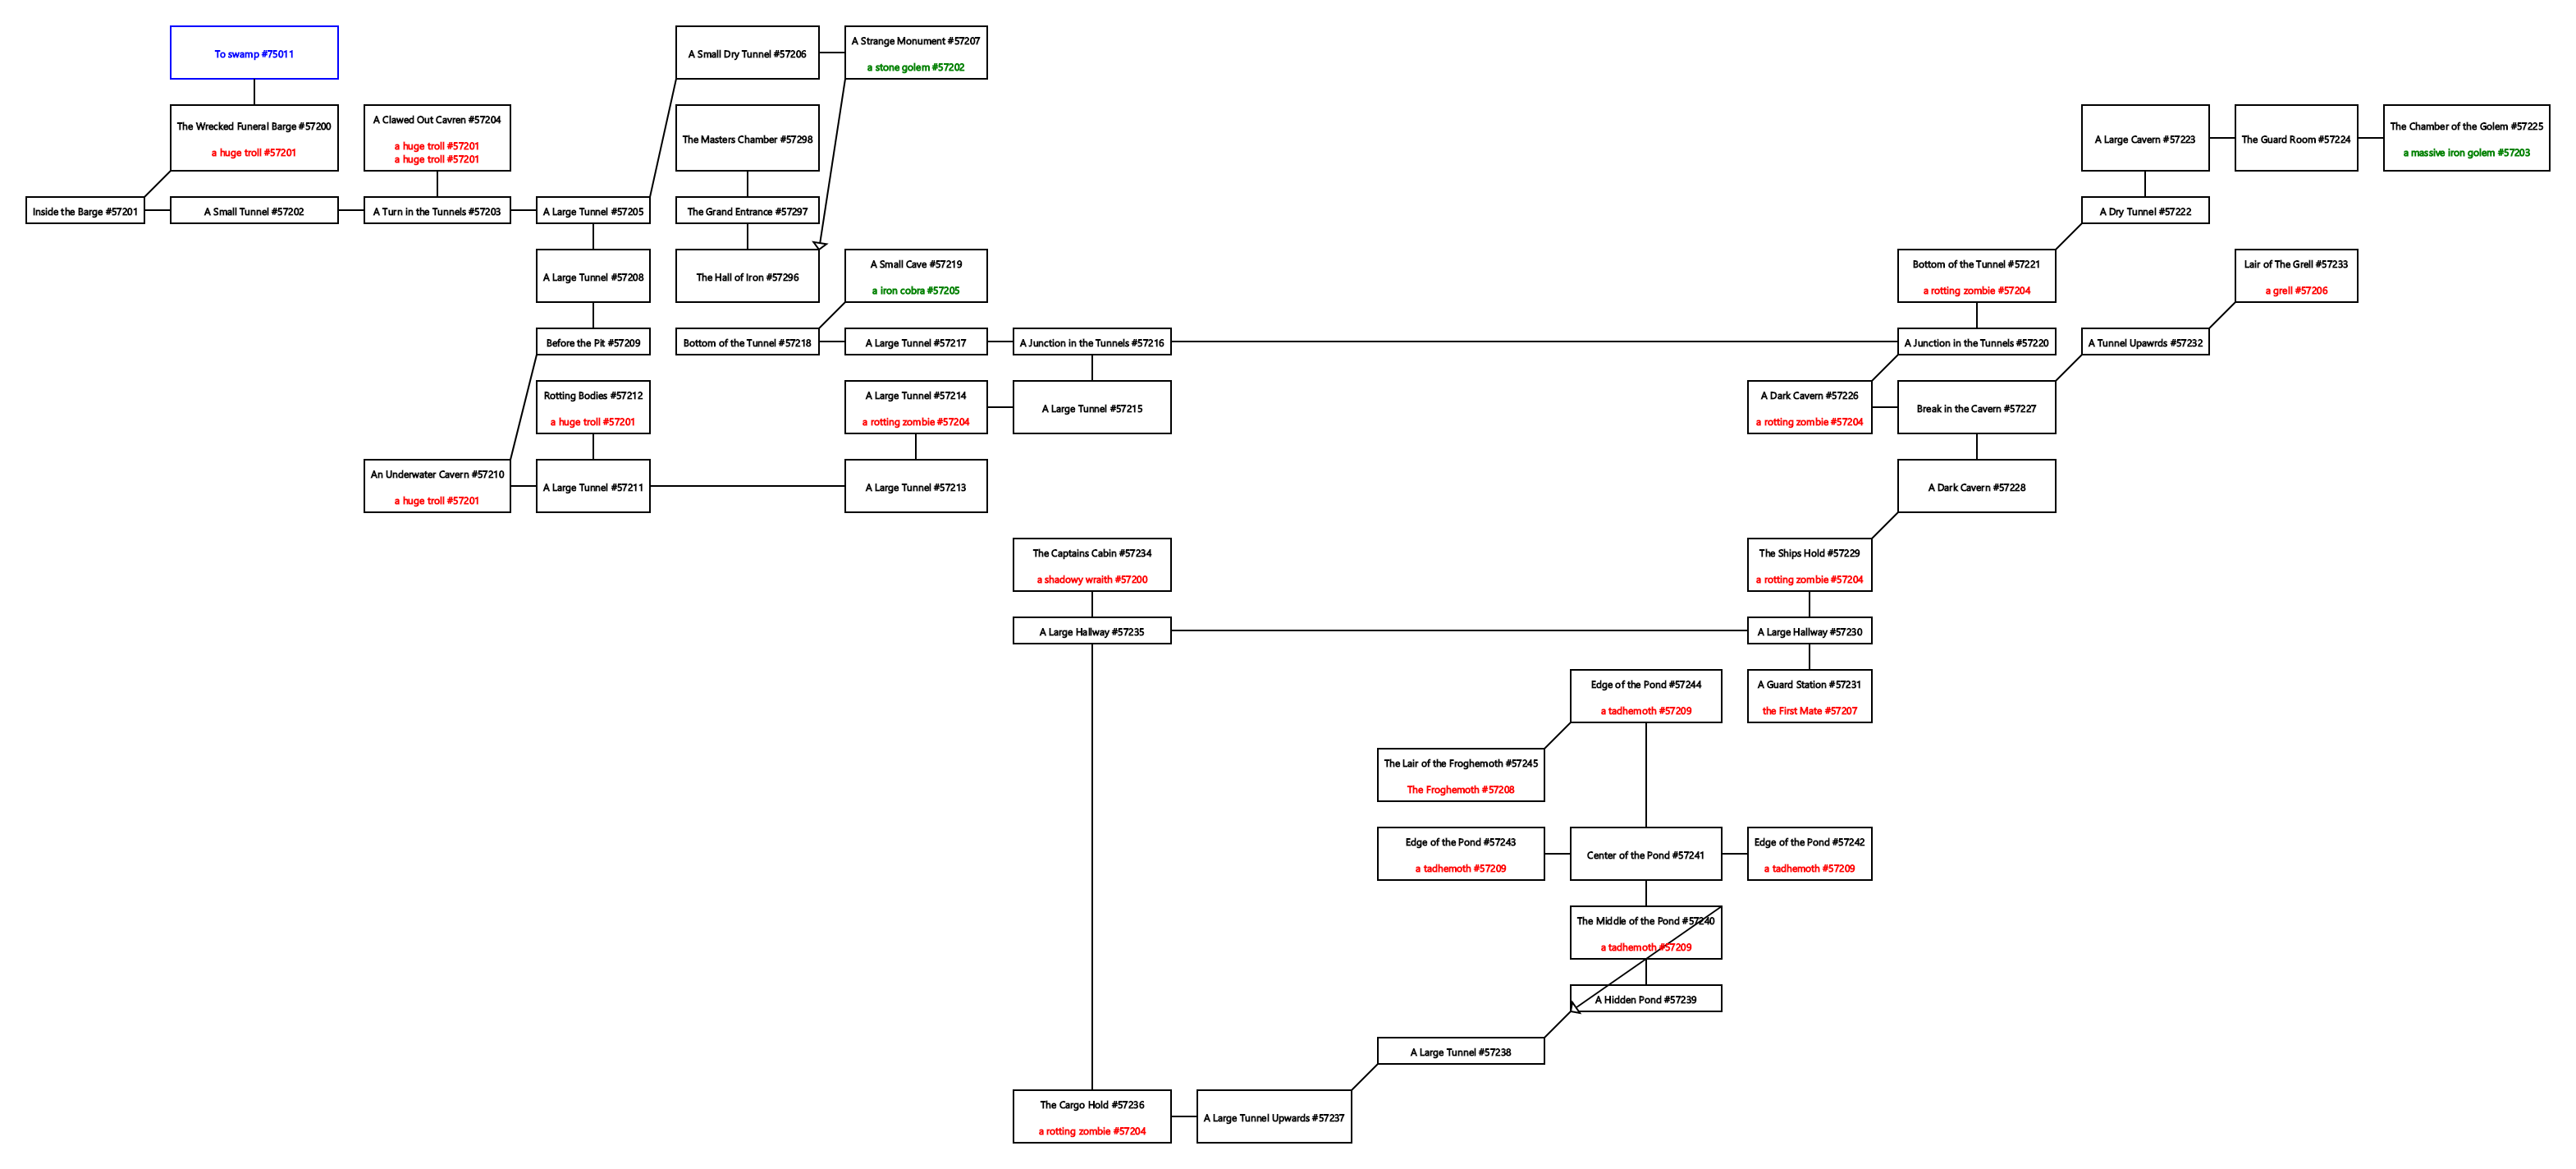 To swamp #75011
A Small Dry Tunnel #57206
A Strange Monument #57207
a stone golem #57202
The Wrecked Funeral Barge #57200
a huge troll #57201
A Clawed Out Cavren #57204
a huge troll #57201
a huge troll #57201
The Masters Chamber #57298
A Large Cavern #57223
The Guard Room #57224
The Chamber of the Golem #57225
a massive iron golem #57203
Inside the Barge #57201
A Small Tunnel #57202
A Turn in the Tunnels #57203
A Large Tunnel #57205
The Grand Entrance #57297
A Dry Tunnel #57222
A Large Tunnel #57208
The Hall of Iron #57296
A Small Cave #57219
a iron cobra #57205
Bottom of the Tunnel #57221
a rotting zombie #57204
Lair of The Grell #57233
a grell #57206
Before the Pit #57209
Bottom of the Tunnel #57218
A Large Tunnel #57217
A Junction in the Tunnels #57216
A Junction in the Tunnels #57220
A Tunnel Upawrds #57232
Rotting Bodies #57212
a huge troll #57201
A Large Tunnel #57214
a rotting zombie #57204
A Large Tunnel #57215
A Dark Cavern #57226
a rotting zombie #57204
Break in the Cavern #57227
An Underwater Cavern #57210
a huge troll #57201
A Large Tunnel #57211
A Large Tunnel #57213
A Dark Cavern #57228
The Captains Cabin #57234
a shadowy wraith #57200
The Ships Hold #57229
a rotting zombie #57204
A Large Hallway #57235
A Large Hallway #57230
Edge of the Pond #57244
a tadhemoth #57209
A Guard Station #57231
the First Mate #57207
The Lair of the Froghemoth #57245
The Froghemoth #57208
Edge of the Pond #57243
a tadhemoth #57209
Center of the Pond #57241
Edge of the Pond #57242
a tadhemoth #57209
The Middle of the Pond #57240
a tadhemoth #57209
A Hidden Pond #57239
A Large Tunnel #57238
The Cargo Hold #57236
a rotting zombie #57204
A Large Tunnel Upwards #57237